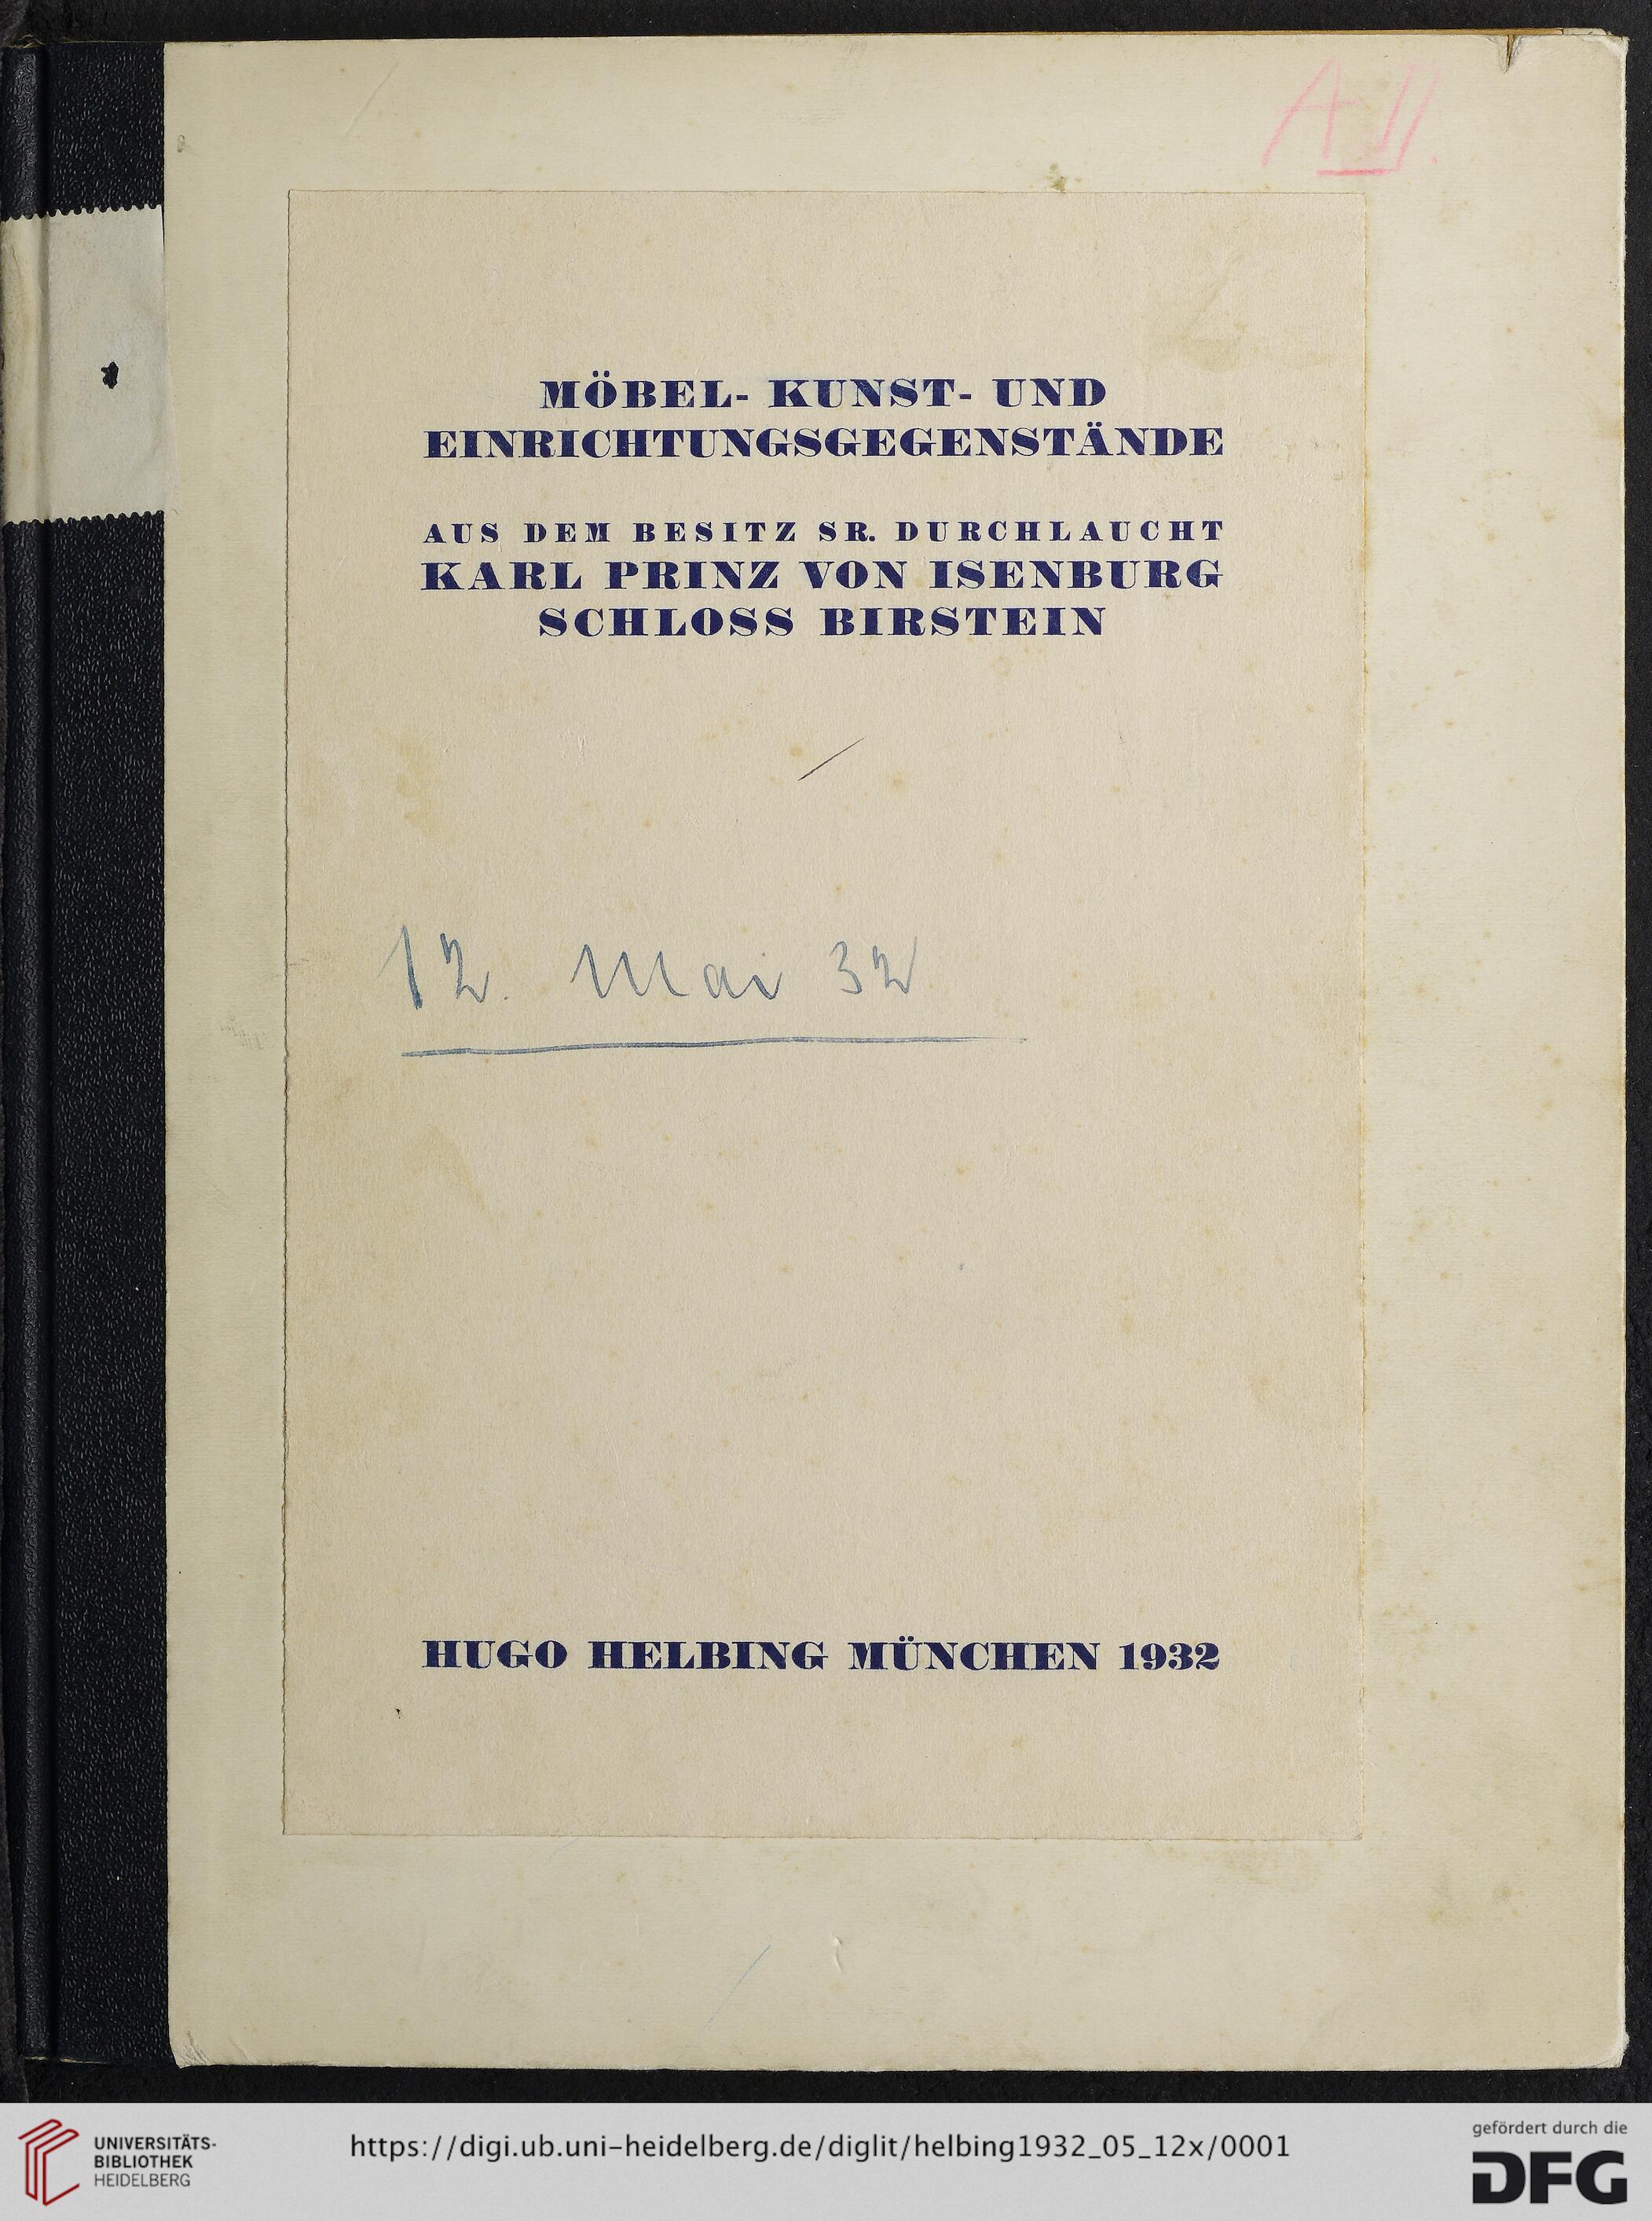 A II.
MÖBEL- KUNST- UND
EINRICHTUNGSGEGENSTÄNDE
AUS DEM BESITZ SR. DURCHLAUCHT
KARL PRINZ VON ISENBURG
SCHLOSS BIRSTEIN
12. Mai 32
HUGO HELBING MÜNCHEN 1932
UNIVERSITÄTS-
BIBLIOTHEK
HEIDELBERG
https://digi.ub.uni-heidelberg.de/diglit/helbing1932_05_12x/0001
gefördert durch die
DFG